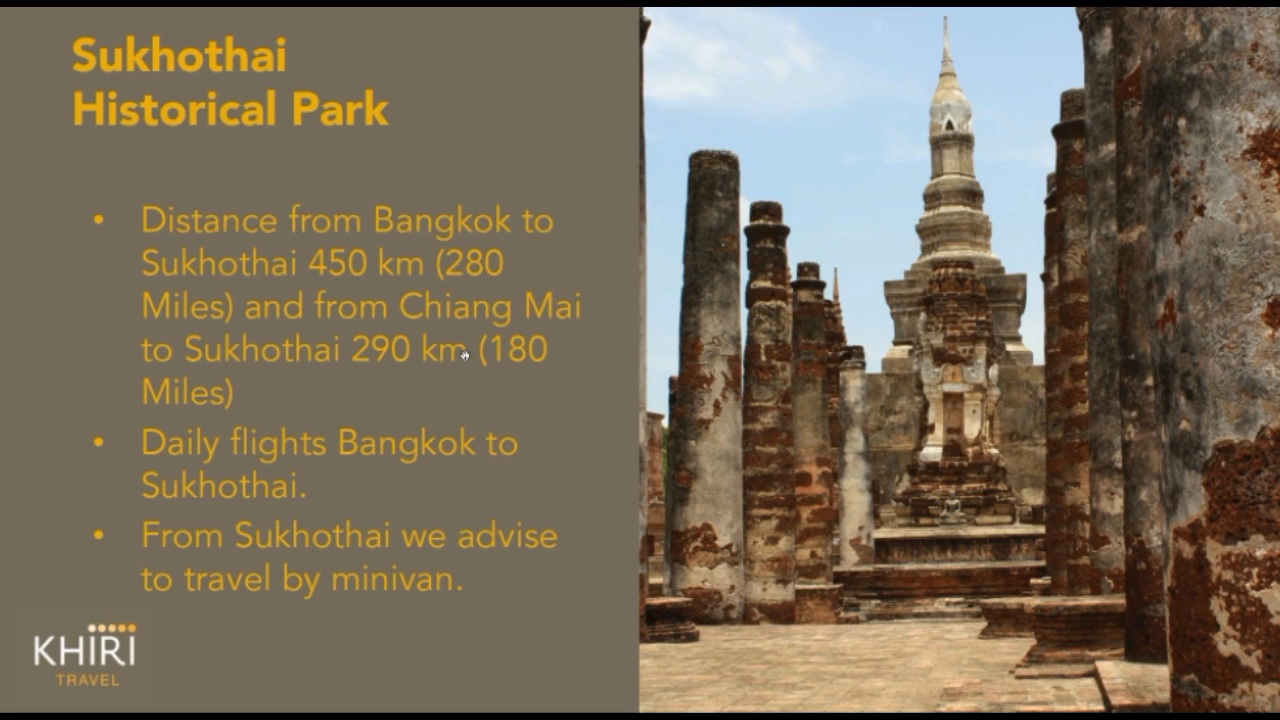 Sukhothai
Historical Park
• Distance from Bangkok to
Sukhothai 450 km (280
Miles) and from Chiang Mai
to Sukhothai 290 km (180
Miles)
• Daily flights Bangkok to
Sukhothai.
• From Sukhothai we advise
to travel by minivan.
KHIRI
TRAVEL